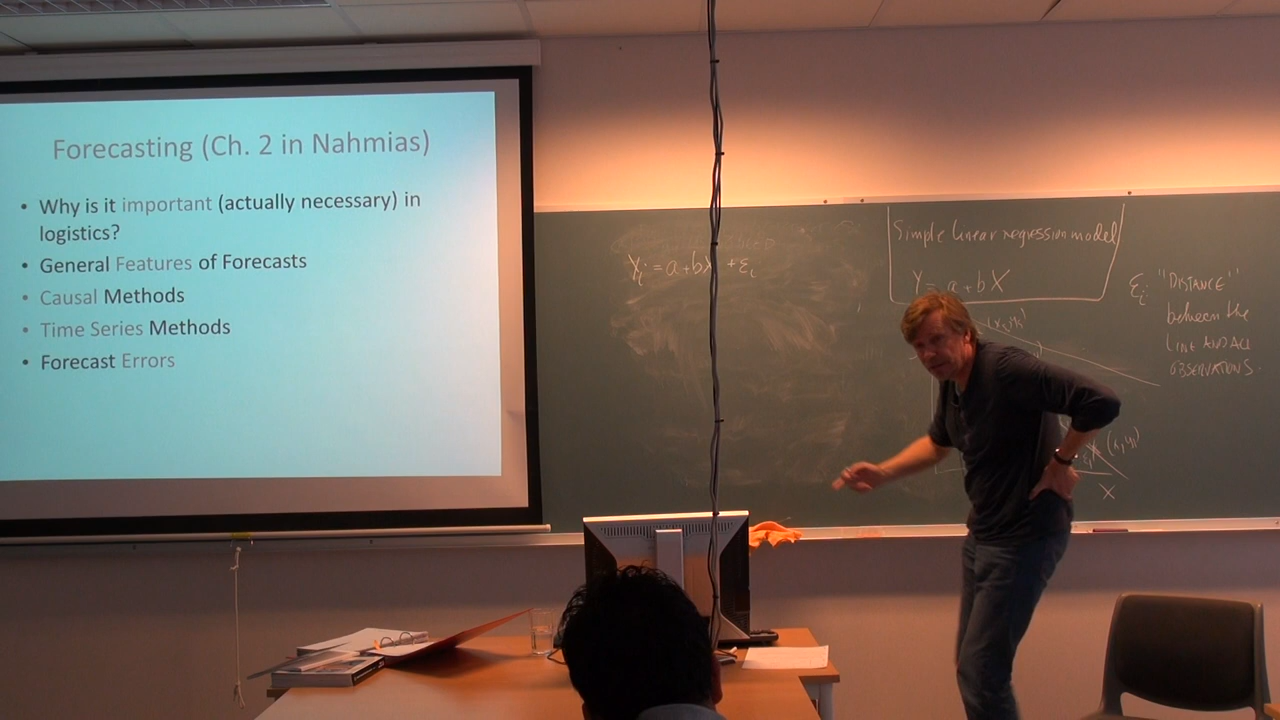 Forecasting (Ch. 2 in Nahmias)
• Why is it important (actually necessary) in
logistics?
• General Features of Forecasts
• Causal Methods
• Time Series Methods
• Forecast Errors
Yᵢ = a + bX + εᵢ
Simple linear regression model
Y = a + bX
εᵢ: "DISTANCE"
between the
LINE AND ALL
OBSERVATIONS.
X